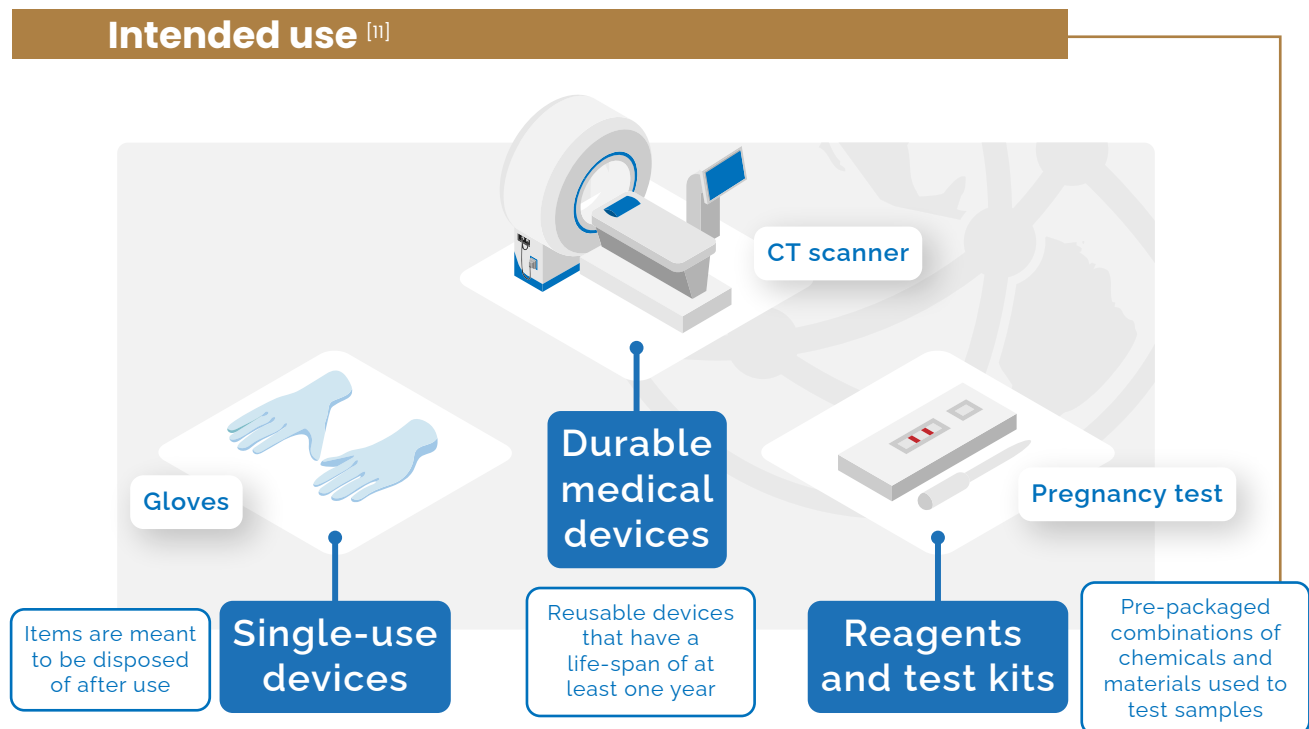 Intended use [11]
CT scanner
Gloves
Pregnancy test
Durable
medical
devices
Reusable devices
that have a
life-span of at
least one year
Items are meant
to be disposed
of after use
Single-use
devices
Reagents
and test kits
Pre-packaged
combinations of
chemicals and
materials used to
test samples